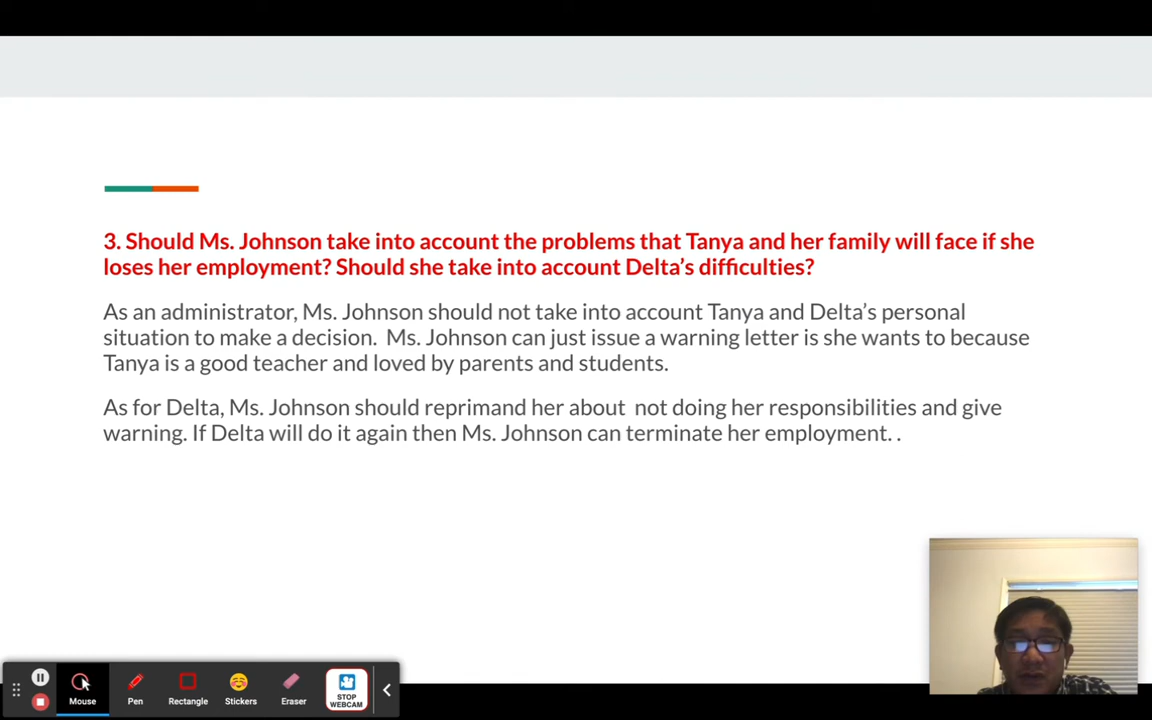 3. Should Ms. Johnson take into account the problems that Tanya and her family will face if she
loses her employment? Should she take into account Delta's difficulties?
As an administrator, Ms. Johnson should not take into account Tanya and Delta's personal
situation to make a decision.  Ms. Johnson can just issue a warning letter is she wants to because
Tanya is a good teacher and loved by parents and students.
As for Delta, Ms. Johnson should reprimand her about  not doing her responsibilities and give
warning. If Delta will do it again then Ms. Johnson can terminate her employment. .
Mouse
Pen
Rectangle
Stickers
Eraser
STOP
WEBCAM